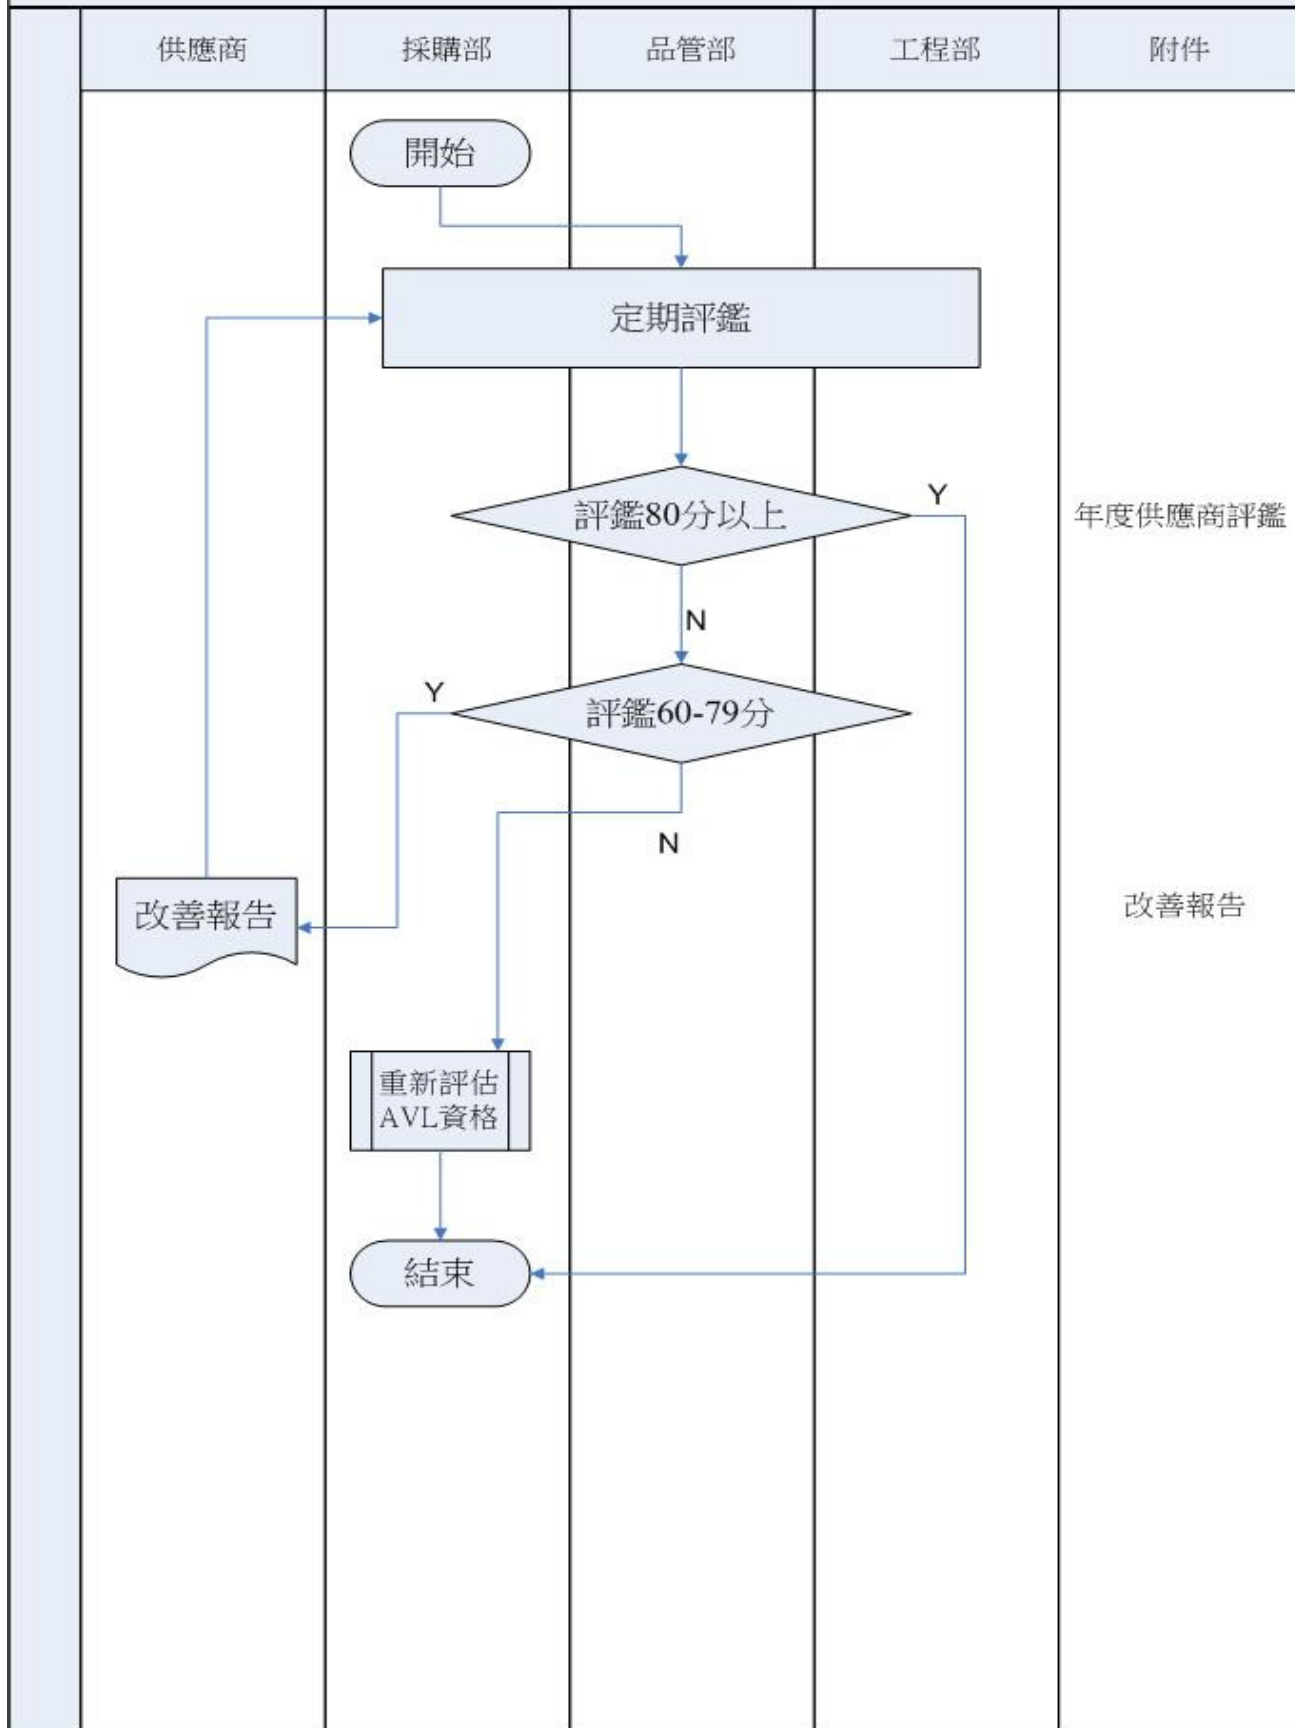 供應商
採購部
品管部
工程部
附件
開始
定期評鑑
評鑑80分以上
Y
年度供應商評鑑
N
Y
評鑑60-79分
N
改善報告
改善報告
重新評估
AVL資格
結束